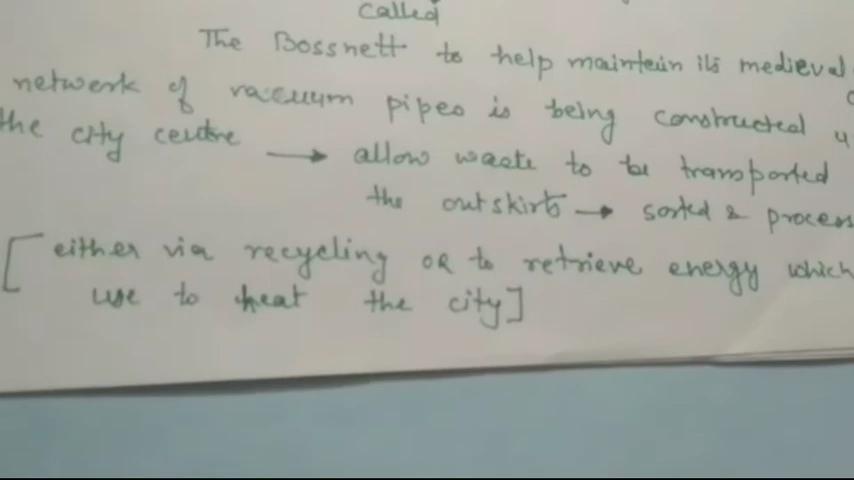 called
The Bossnett to help maintain its medieval
network of vacuum pipes is being constructed
the city centre → allow waste to be transported
the outskirts → sorted & process
[either via recycling OR to retrieve energy which
use to heat the city]